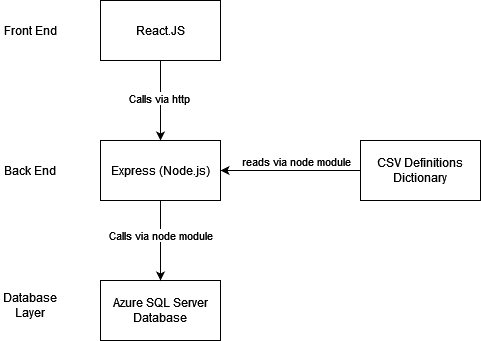 Front End
React.JS
Calls via http
Back End
Express (Node.js)
reads via node module
CSV Definitions
Dictionary
Calls via node module
Database
Layer
Azure SQL Server
Database